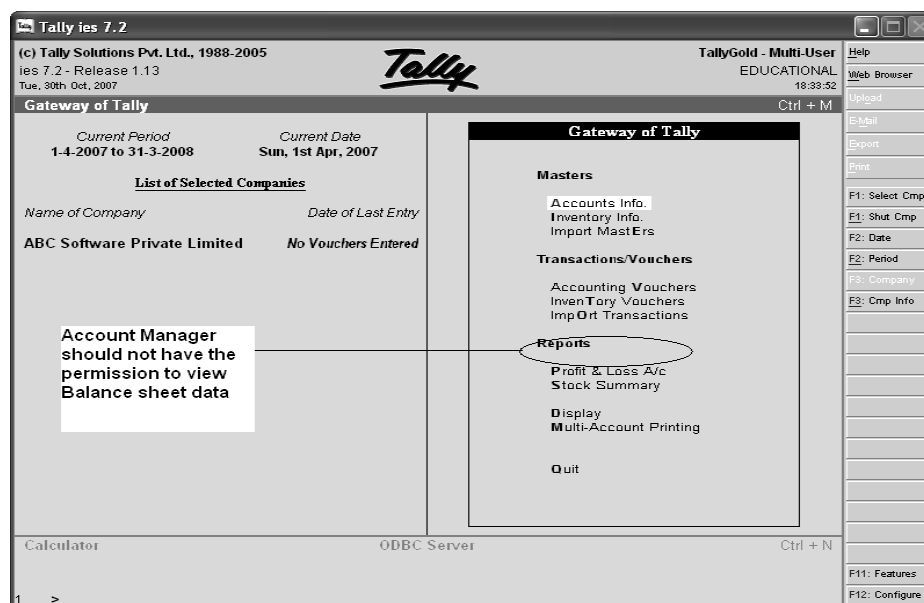 Tally ies 7.2
(c) Tally Solutions Pvt. Ltd., 1988-2005
ies 7.2 - Release 1.13
Tue, 30th Oct, 2007
Tally
TallyGold - Multi-User
EDUCATIONAL
18:33:52
Gateway of Tally
Ctrl + M
Current Period
Current Date
1-4-2007 to 31-3-2008
Sun, 1st Apr, 2007
List of Selected Companies
Name of Company
Date of Last Entry
ABC Software Private Limited
No Vouchers Entered
Account Manager
should not have the
permission to view
Balance sheet data
Gateway of Tally
Masters
Accounts Info.
Inventory Info.
Import MastErs
Transactions/Vouchers
Accounting Vouchers
InvenTory Vouchers
ImpOrt Transactions
Reports
Profit & Loss A/c
Stock Summary
Display
Multi-Account Printing
Quit
Help
Web Browser
Upload
E-Mail
Export
Print
F1: Select Cmp
F1: Shut Cmp
F2: Date
F2: Period
F3: Company
F3: Cmp Info
F11: Features
F12: Configure
Calculator
ODBC Server
Ctrl + N
1 >